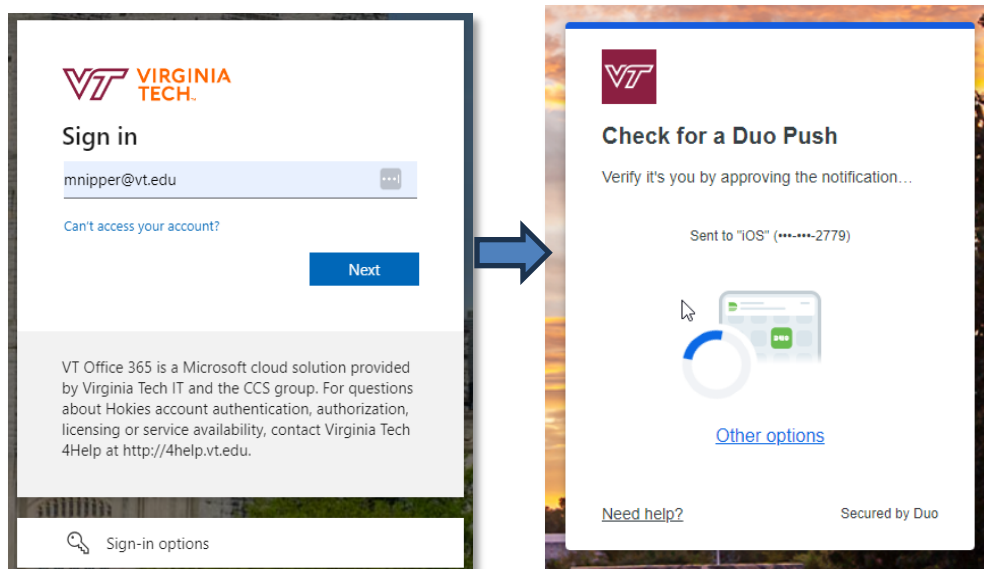 VT VIRGINIA
TECH™
Sign in
mnipper@vt.edu
Can't access your account?
Next
VT Office 365 is a Microsoft cloud solution provided
by Virginia Tech IT and the CCS group. For questions
about Hokies account authentication, authorization,
licensing or service availability, contact Virginia Tech
4Help at http://4help.vt.edu.
Sign-in options
VT
Check for a Duo Push
Verify it's you by approving the notification...
Sent to "iOS" (•••-•••-2779)
DUO
Other options
Need help?
Secured by Duo